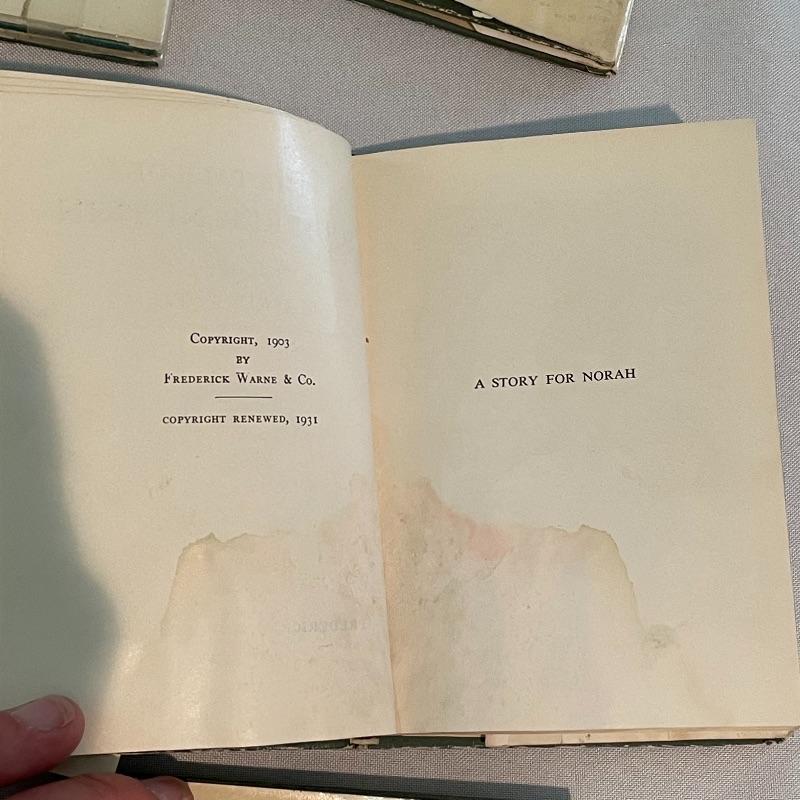 Copyright, 1903
BY
Frederick Warne & Co.
COPYRIGHT RENEWED, 1931
A STORY FOR NORAH